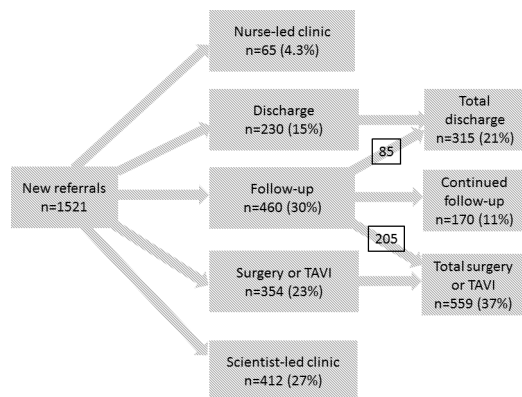 Nurse-led clinic
n=65 (4.3%)
Discharge
n=230 (15%)
Total
discharge
n=315 (21%)
85
New referrals
n=1521
Follow-up
n=460 (30%)
Continued
follow-up
n=170 (11%)
205
Surgery or TAVI
n=354 (23%)
Total surgery
or TAVI
n=559 (37%)
Scientist-led clinic
n=412 (27%)